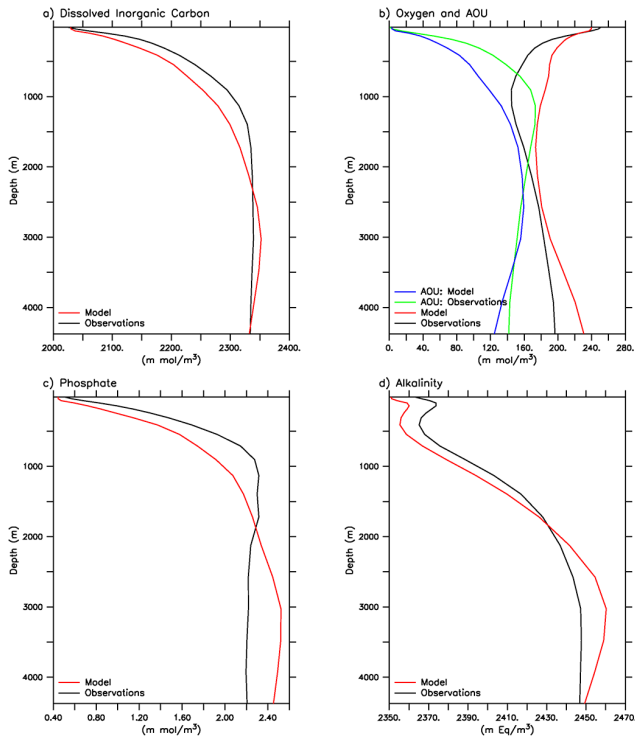 a) Dissolved Inorganic Carbon
Depth (m)
1000
2000
3000
4000
Model
Observations
2000.
2100.
2200.
2300.
2400.
(m mol/m³)
b) Oxygen and AOU
Depth (m)
1000
2000
3000
4000
AOU: Model
AOU: Observations
Model
Observations
0.
40.
80.
120.
160.
200.
240.
280.
(m mol/m³)
c) Phosphate
Depth (m)
1000
2000
3000
4000
Model
Observations
0.40
0.80
1.20
1.60
2.00
2.40
(m mol/m³)
d) Alkalinity
Depth (m)
1000
2000
3000
4000
Model
Observations
2350.
2370.
2390.
2410.
2430.
2450.
2470.
(m Eq/m³)